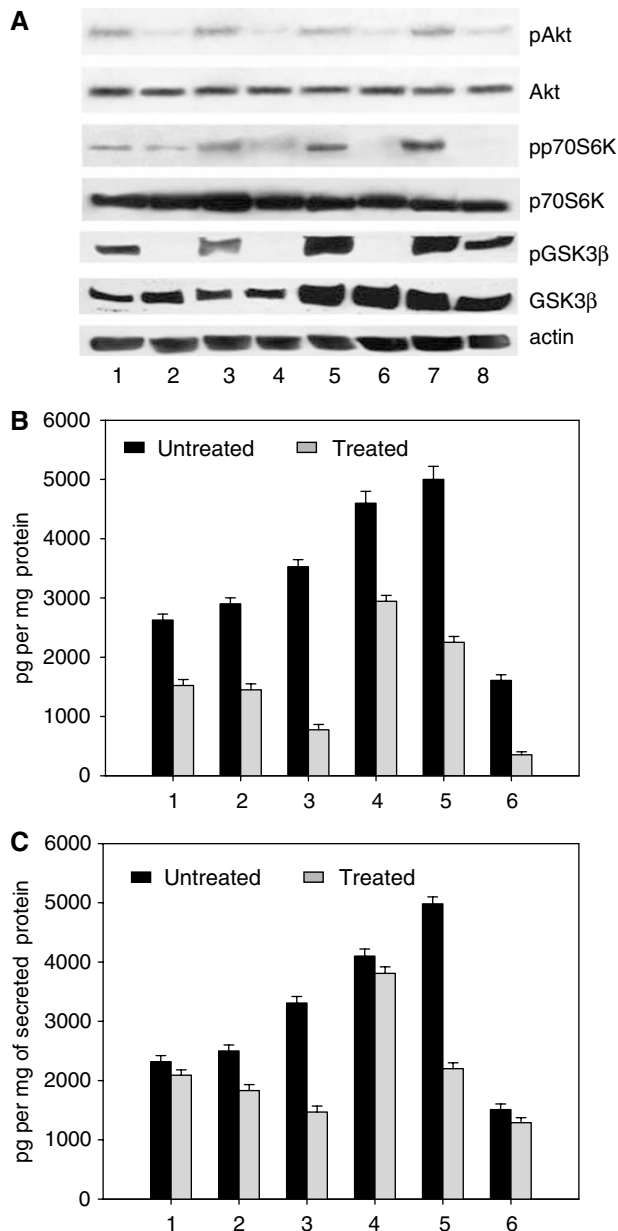 A
pAkt
Akt
pp70S6K
p70S6K
pGSK3β
GSK3β
actin
1 2 3 4 5 6 7 8
B
6000
Untreated Treated
5000
4000
3000
2000
1000
0
pg per mg protein
1 2 3 4 5 6
C
6000
Untreated Treated
5000
4000
3000
2000
1000
0
pg per mg of secreted protein
1 2 3 4 5 6